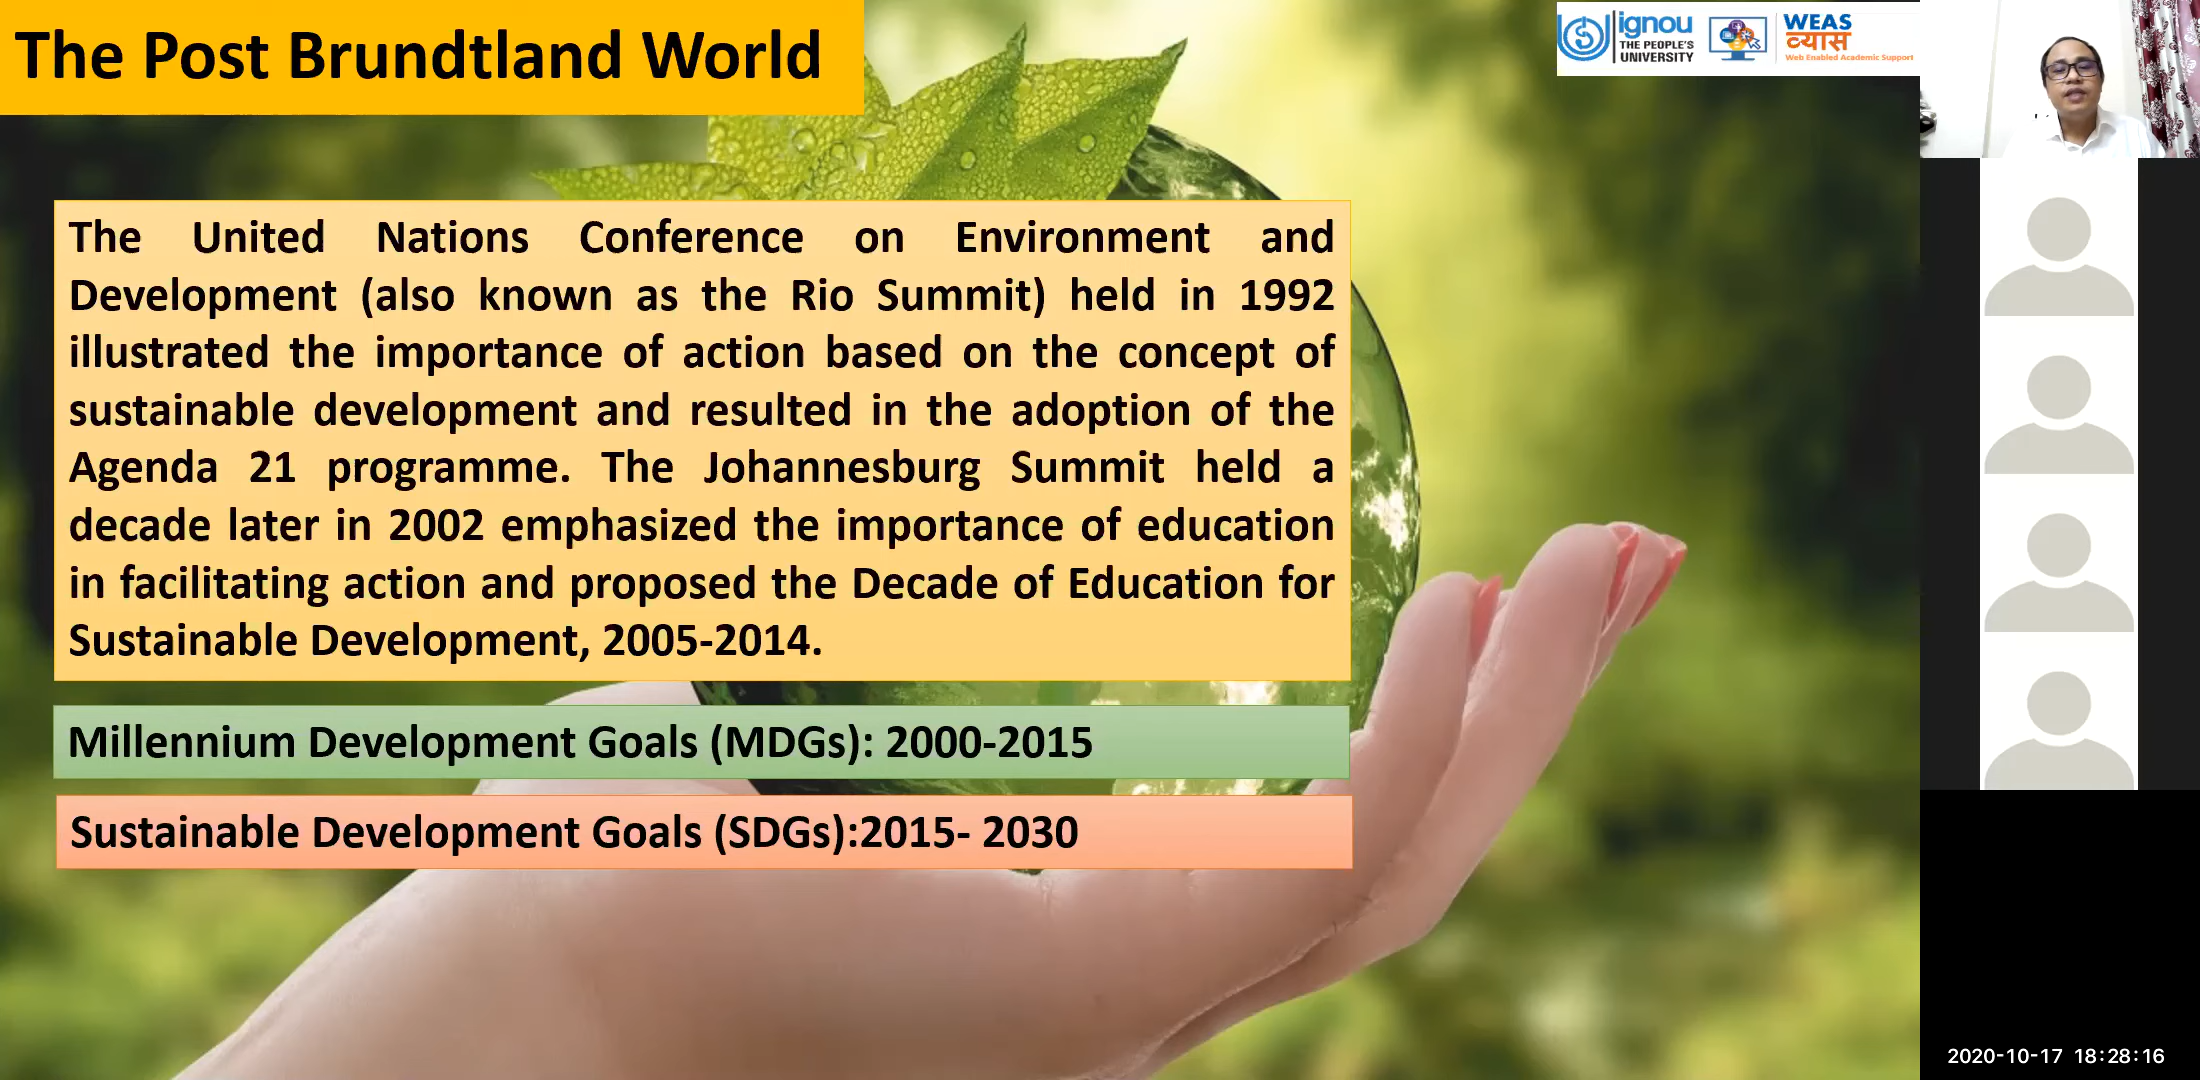 The Post Brundtland World
ignou
THE PEOPLE'S
UNIVERSITY
WEAS
व्यास
Web Enabled Academic Support
The United Nations Conference on Environment and
Development (also known as the Rio Summit) held in 1992
illustrated the importance of action based on the concept of
sustainable development and resulted in the adoption of the
Agenda 21 programme. The Johannesburg Summit held a
decade later in 2002 emphasized the importance of education
in facilitating action and proposed the Decade of Education for
Sustainable Development, 2005-2014.
Millennium Development Goals (MDGs): 2000-2015
Sustainable Development Goals (SDGs):2015- 2030
2020-10-17 18:28:16